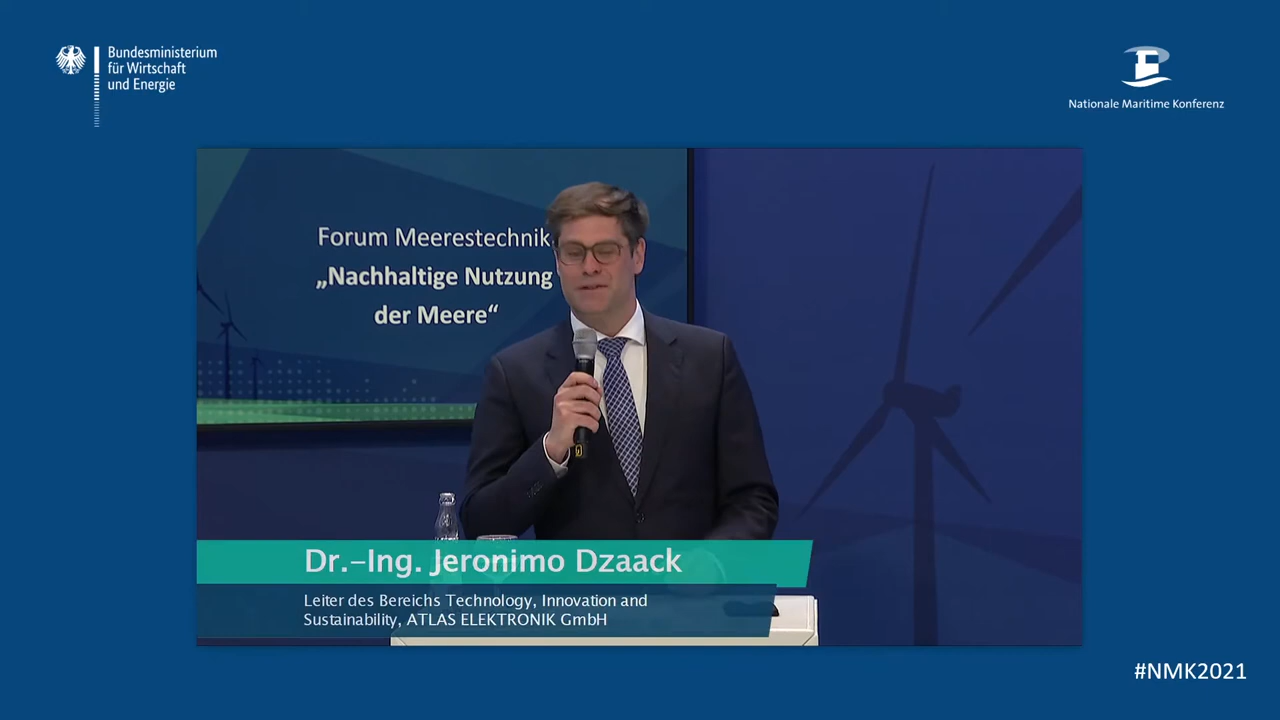 Bundesministerium
für Wirtschaft
und Energie
Nationale Maritime Konferenz
Forum Meerestechnik
„Nachhaltige Nutzung
der Meere“
Dr.-Ing. Jeronimo Dzaack
Leiter des Bereichs Technology, Innovation and
Sustainability, ATLAS ELEKTRONIK GmbH
#NMK2021